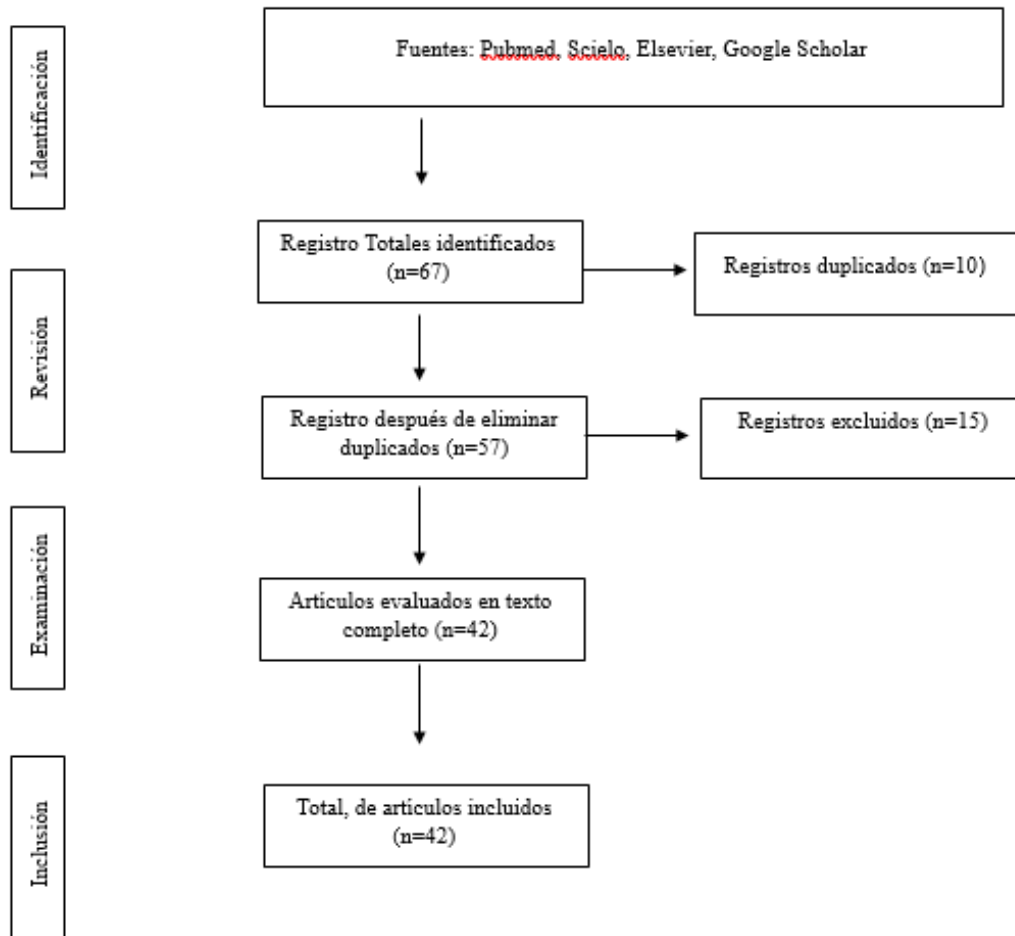 Identificación
Fuentes: Pubmed, Scielo, Elsevier, Google Scholar
Registro Totales identificados
(n=67)
Registros duplicados (n=10)
Revisión
Registro después de eliminar
duplicados (n=57)
Registros excluidos (n=15)
Examinación
Artículos evaluados en texto
completo (n=42)
Inclusión
Total, de artículos incluidos
(n=42)